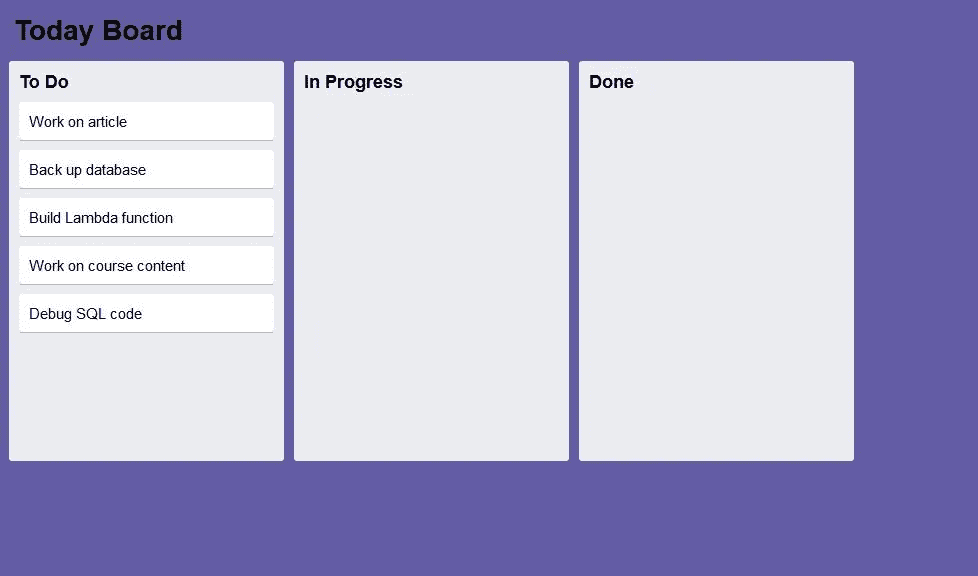 Today Board
To Do
Work on article
Back up database
Build Lambda function
Work on course content
Debug SQL code
In Progress
Done